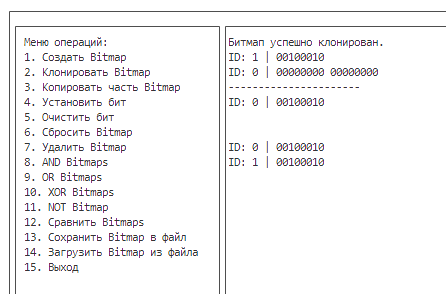 Меню операций:
1. Создать Bitmap
2. Клонировать Bitmap
3. Копировать часть Bitmap
4. Установить бит
5. Очистить бит
6. Сбросить Bitmap
7. Удалить Bitmap
8. AND Bitmaps
9. OR Bitmaps
10. XOR Bitmaps
11. NOT Bitmap
12. Сравнить Bitmaps
13. Сохранить Bitmap в файл
14. Загрузить Bitmap из файла
15. Выход
Битмап успешно клонирован.
ID: 1 | 00100010
ID: 0 | 00000000 00000000
----------------------
ID: 0 | 00100010
ID: 0 | 00100010
ID: 1 | 00100010